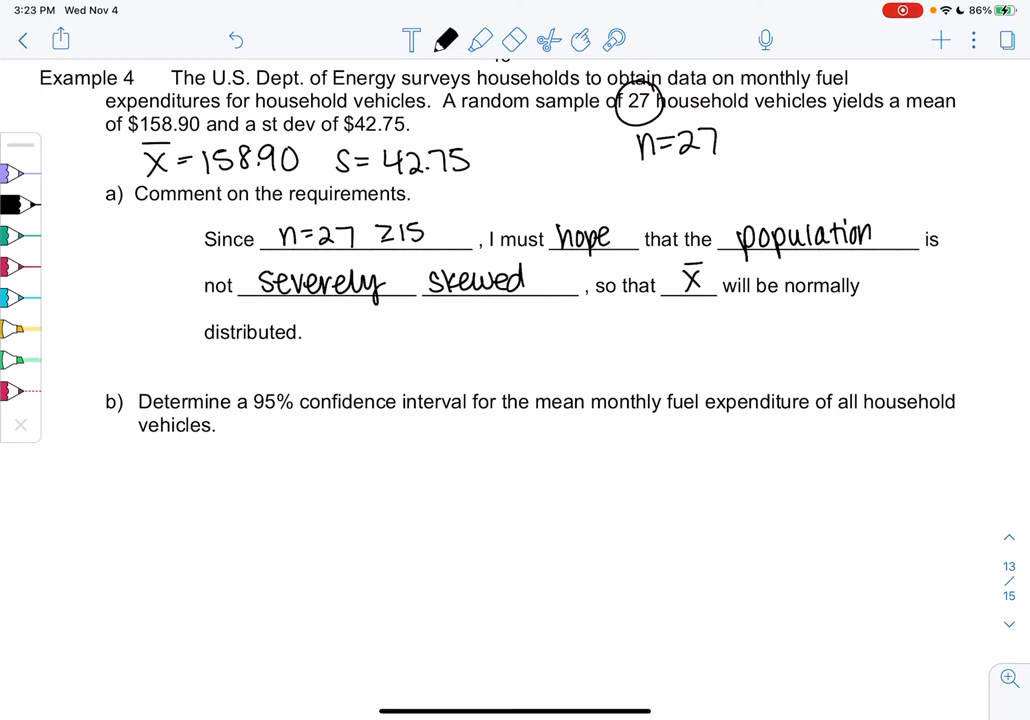 3:23 PM Wed Nov 4
86%
T
Example 4 The U.S. Dept. of Energy surveys households to obtain data on monthly fuel
expenditures for household vehicles. A random sample of 27 household vehicles yields a mean
of $158.90 and a st dev of $42.75.
n=27
x̅ = 158.90 s = 42.75
a) Comment on the requirements.
Since n=27 ≥15, I must hope that the population is
not severely skewed, so that x̅ will be normally
distributed.
b) Determine a 95% confidence interval for the mean monthly fuel expenditure of all household
vehicles.
13
/
15